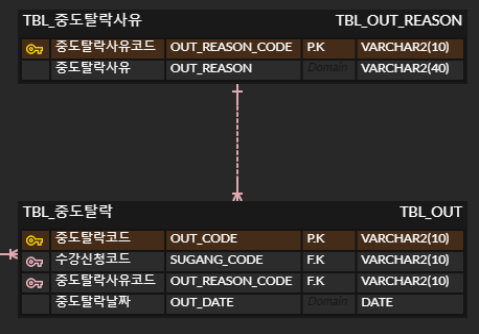 TBL_중도탈락사유 TBL_OUT_REASON
중도탈락사유코드 OUT_REASON_CODE P.K VARCHAR2(10)
중도탈락사유 OUT_REASON Domain VARCHAR2(40)
TBL_중도탈락 TBL_OUT
중도탈락코드 OUT_CODE P.K VARCHAR2(10)
수강신청코드 SUGANG_CODE F.K VARCHAR2(10)
중도탈락사유코드 OUT_REASON_CODE F.K VARCHAR2(10)
중도탈락날짜 OUT_DATE Domain DATE